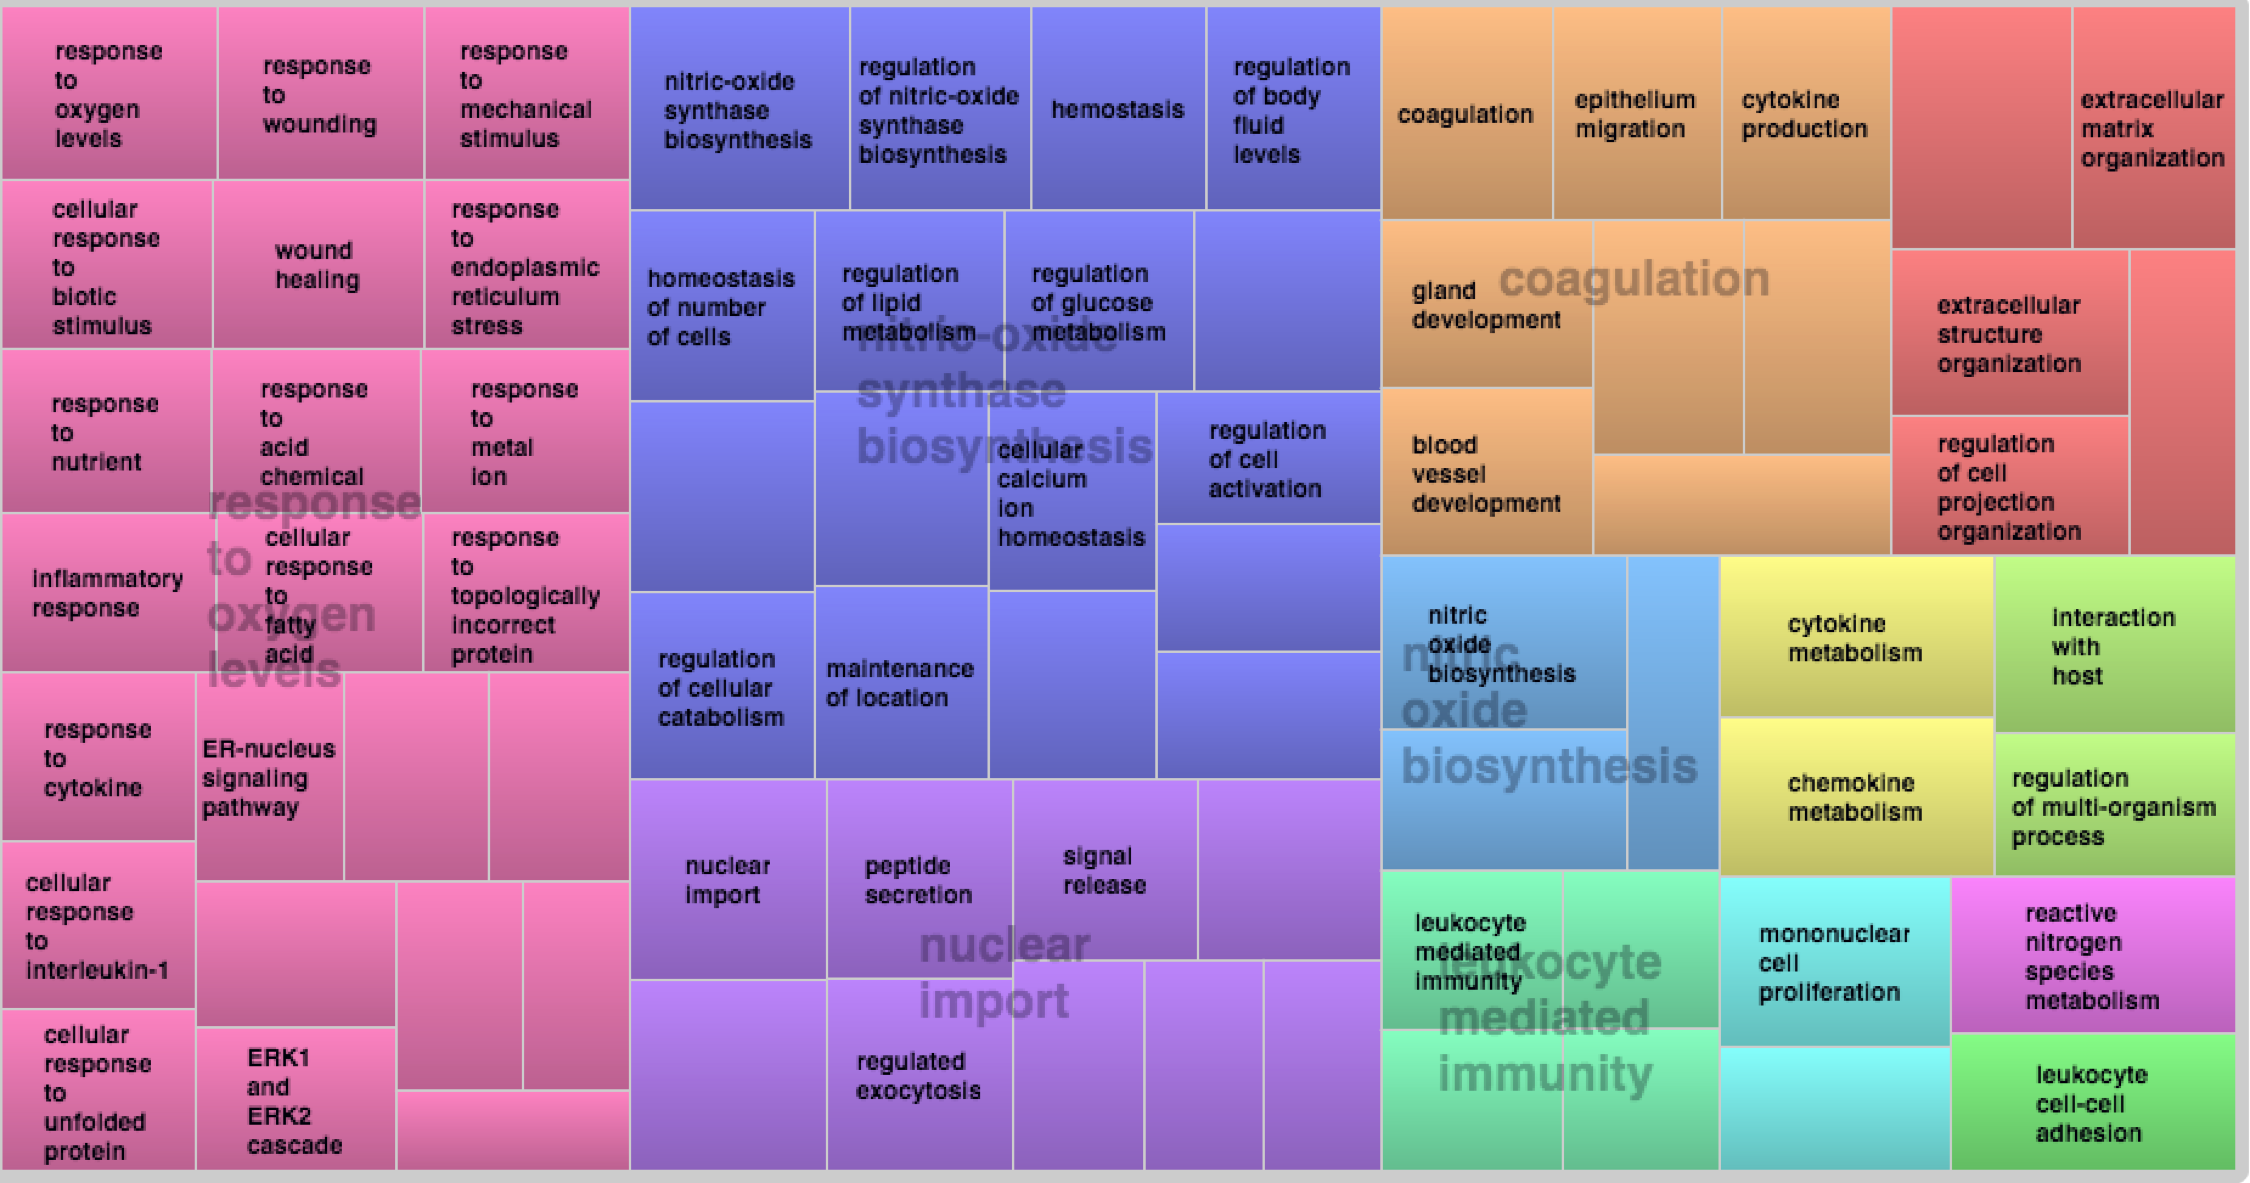 response
to
oxygen
levels
response
to
wounding
response
to
mechanical
stimulus
cellular
response
to
biotic
stimulus
wound
healing
response
to
endoplasmic
reticulum
stress
response
to
nutrient
response
to
acid
chemical
response
to
metal
ion
inflammatory
response
cellular
response
to
fatty
acid
response
to
topologically
incorrect
protein
response
to
oxygen
levels
response
to
cytokine
ER-nucleus
signaling
pathway
cellular
response
to
interleukin-1
cellular
response
to
unfolded
protein
ERK1
and
ERK2
cascade
nitric-oxide
synthase
biosynthesis
regulation
of nitric-oxide
synthase
biosynthesis
hemostasis
regulation
of body
fluid
levels
homeostasis
of number
of cells
regulation
of lipid
metabolism
regulation
of glucose
metabolism
nitric-oxide
synthase
biosynthesis
cellular
calcium
ion
homeostasis
regulation
of cell
activation
regulation
of cellular
catabolism
maintenance
of location
nuclear
import
peptide
secretion
signal
release
nuclear
import
regulated
exocytosis
coagulation
epithelium
migration
cytokine
production
gland
development
coagulation
blood
vessel
development
extracellular
matrix
organization
extracellular
structure
organization
regulation
of cell
projection
organization
nitric
oxide
biosynthesis
nitric
oxide
biosynthesis
cytokine
metabolism
chemokine
metabolism
interaction
with
host
regulation
of multi-organism
process
leukocyte
mediated
immunity
leukocyte
mediated
immunity
mononuclear
cell
proliferation
reactive
nitrogen
species
metabolism
leukocyte
cell-cell
adhesion